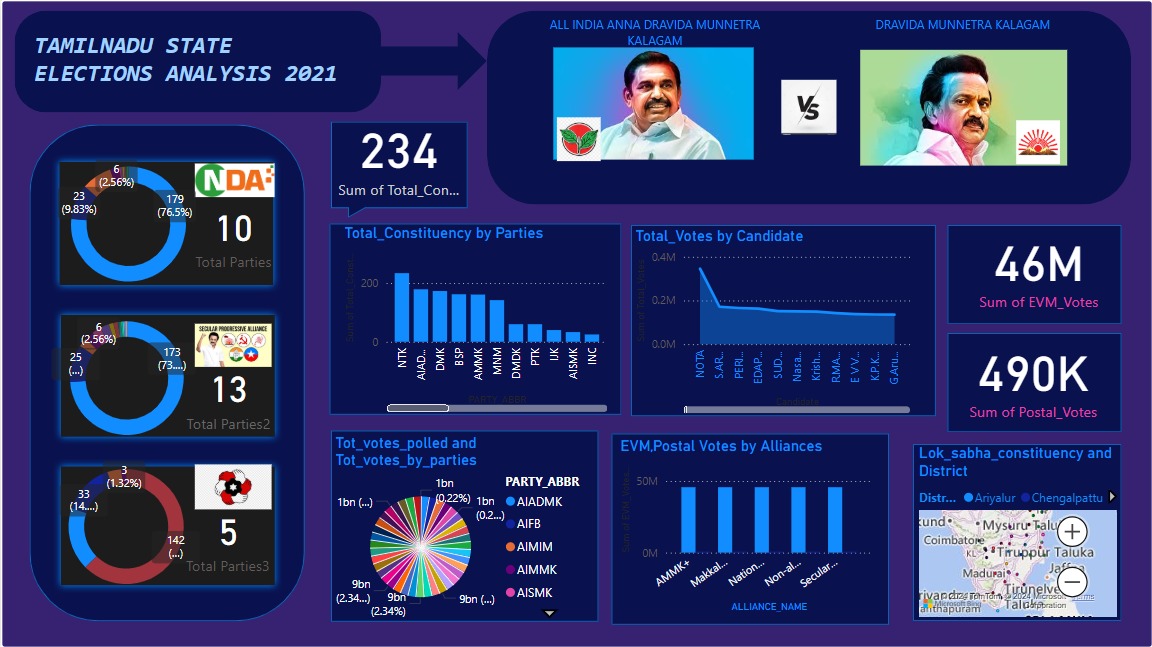 TAMILNADU STATE
ELECTIONS ANALYSIS 2021
ALL INDIA ANNA DRAVIDA MUNNETRA
KALAGAM
VS
DRAVIDA MUNNETRA KALAGAM
6
(2.56%)
23
(9.83%)
179
(76.5%)
NDA
10
Total Parties
6
(2.56%)
25
(...)
173
(73....)
SECULAR PROGRESSIVE ALLIANCE
13
Total Parties2
3
(1.32%)
33
(14....)
142
(...)
5
Total Parties3
234
Sum of Total_Con...
Total_Constituency by Parties
Sum of Total_Const...
200
0
NTK
AIAD...
DMK
BSP
AMMK
MNM
DMDK
PTK
IJK
AISMK
INC
PARTY_ABBR
Total_Votes by Candidate
Sum of Total_Votes
0.4M
0.2M
0.0M
NOTA
S.AR...
PERI...
EDAP...
SUD...
Nasa...
Krish...
R.MA...
E V V...
K.P.K...
G.Anu...
Candidate
46M
Sum of EVM_Votes
490K
Sum of Postal_Votes
Tot_votes_polled and
Tot_votes_by_parties
1bn
(0.22%)
1bn (...)
1bn
(0.2...)
9bn
(2.34...)
9bn
(2.34%)
9bn (...)
PARTY_ABBR
AIADMK
AIFB
AIMIM
AIMMK
AISMK
EVM,Postal Votes by Alliances
Sum of EVM_Votes
50M
0M
AMMK+
Makkal...
Nation...
Non-al...
Secular...
ALLIANCE_NAME
Lok_sabha_constituency and
District
Distr...
Ariyalur
Chengalpattu
Mysuru Talu
Coimbatore
KL
Tiruppur Taluka
Jaffna
Madurai
Tirunelve
Taluka
Microsoft Bing
Microsoft
Corporation
Terms